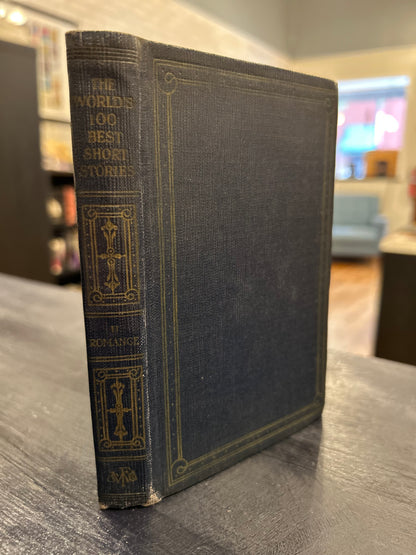 THE
WORLD'S
100
BEST
SHORT
STORIES
II
ROMANCE